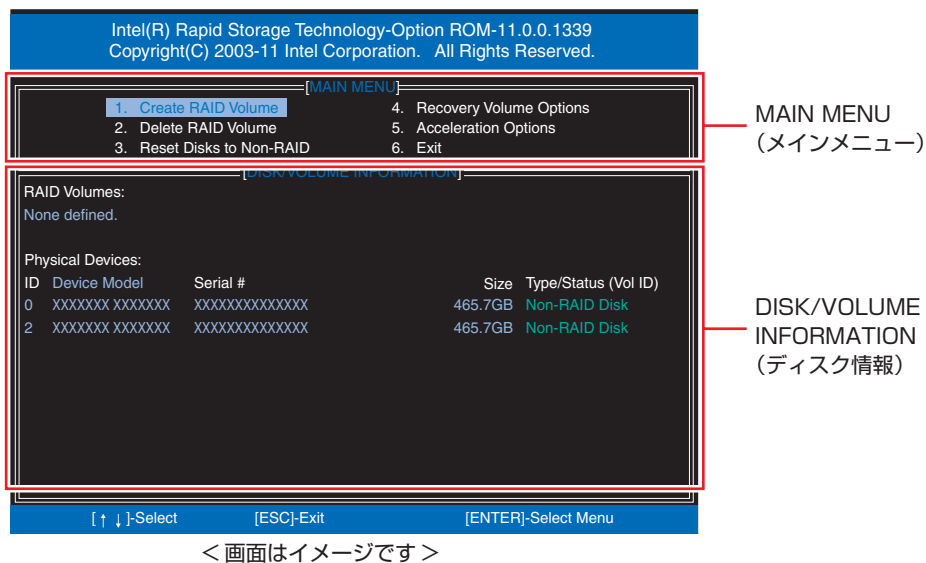 Intel(R) Rapid Storage Technology-Option ROM-11.0.0.1339
Copyright(C) 2003-11 Intel Corporation. All Rights Reserved.
[MAIN MENU]
1. Create RAID Volume
2. Delete RAID Volume
3. Reset Disks to Non-RAID
4. Recovery Volume Options
5. Acceleration Options
6. Exit
MAIN MENU
（メインメニュー）
[DISK/VOLUME INFORMATION]
RAID Volumes:
None defined.
Physical Devices:
ID Device Model Serial # Size Type/Status (Vol ID)
0 XXXXXXX XXXXXXX XXXXXXXXXXXXXX 465.7GB Non-RAID Disk
2 XXXXXXX XXXXXXX XXXXXXXXXXXXXX 465.7GB Non-RAID Disk
DISK/VOLUME
INFORMATION
（ディスク情報）
[↑↓]-Select [ESC]-Exit [ENTER]-Select Menu
＜画面はイメージです＞